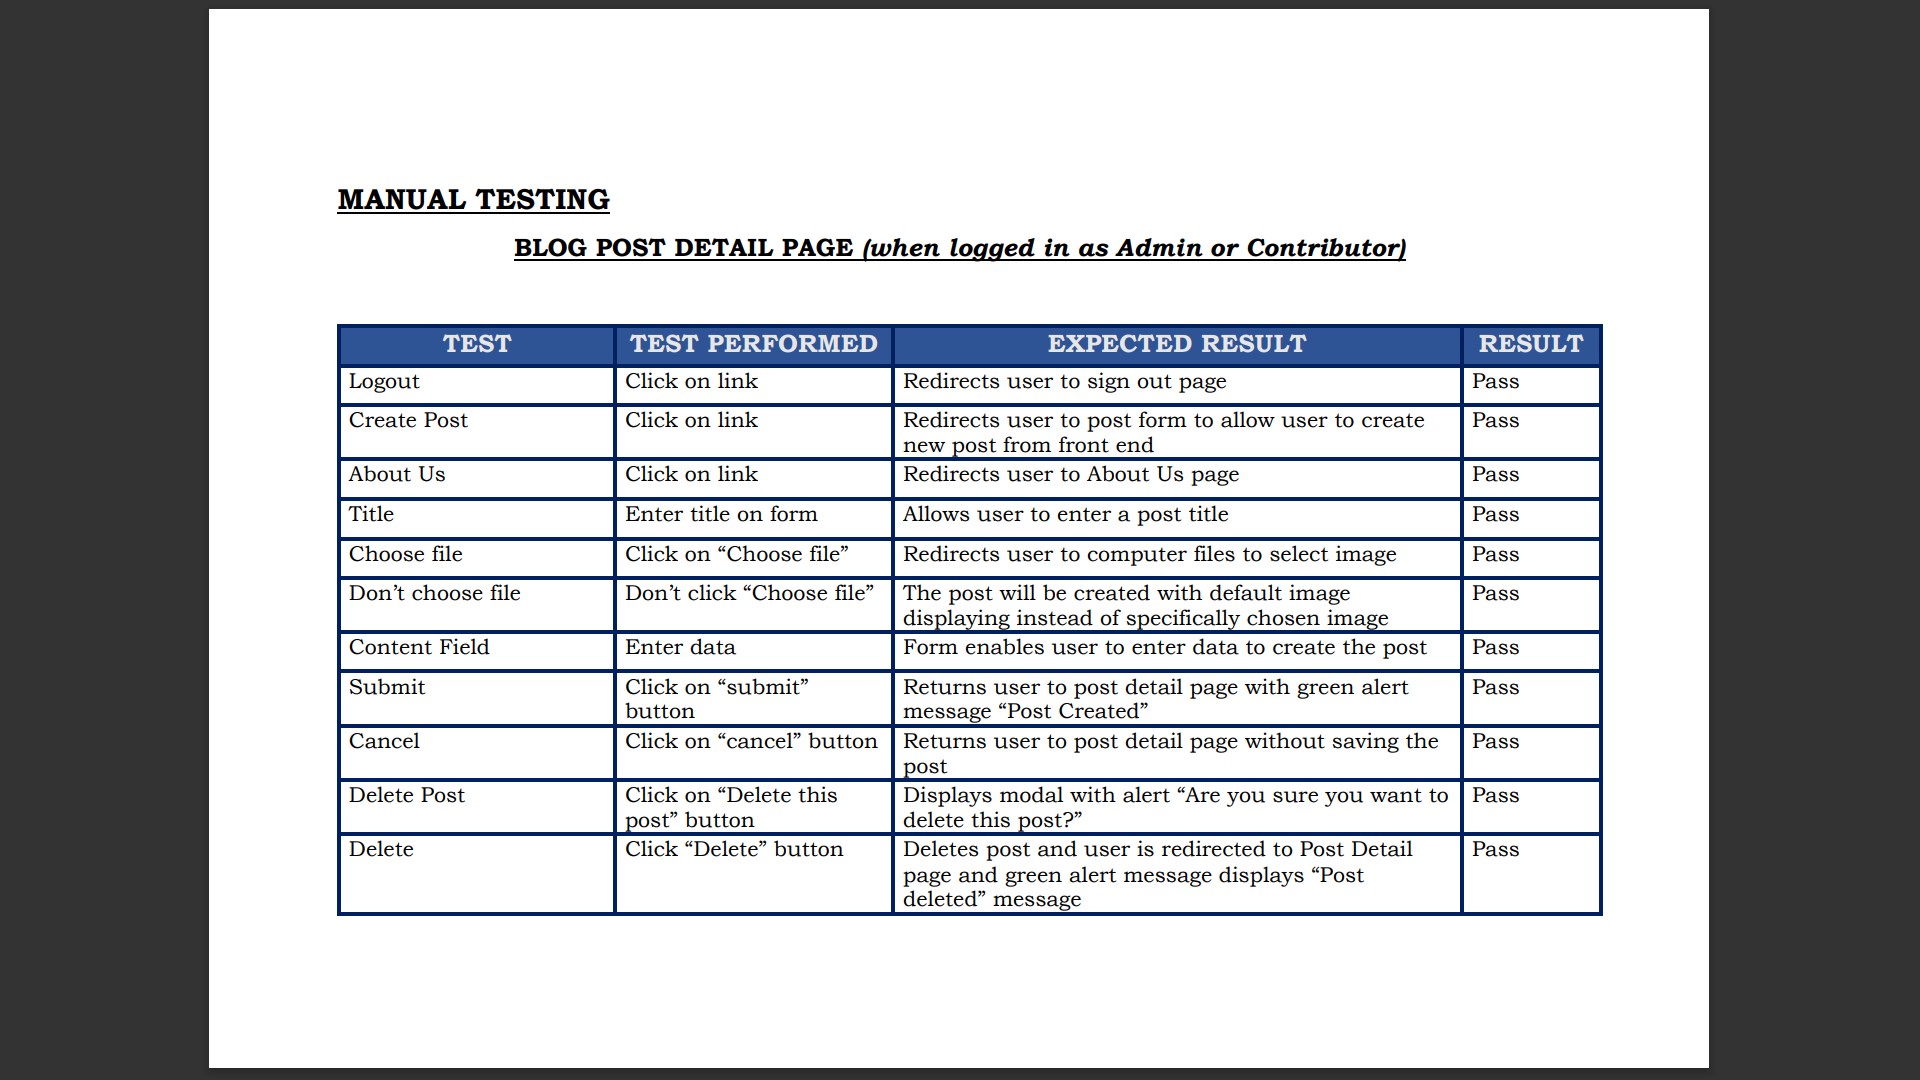 MANUAL TESTING
BLOG POST DETAIL PAGE (when logged in as Admin or Contributor)
TEST TEST PERFORMED EXPECTED RESULT RESULT
Logout Click on link Redirects user to sign out page Pass
Create Post Click on link Redirects user to post form to allow user to create Pass
new post from front end
About Us Click on link Redirects user to About Us page Pass
Title Enter title on form Allows user to enter a post title Pass
Choose file Click on “Choose file” Redirects user to computer files to select image Pass
Don’t choose file Don’t click “Choose file” The post will be created with default image Pass
displaying instead of specifically chosen image
Content Field Enter data Form enables user to enter data to create the post Pass
Submit Click on “submit” Returns user to post detail page with green alert Pass
button message “Post Created”
Cancel Click on “cancel” button Returns user to post detail page without saving the Pass
post
Delete Post Click on “Delete this Displays modal with alert “Are you sure you want to Pass
post” button delete this post?”
Delete Click “Delete” button Deletes post and user is redirected to Post Detail Pass
page and green alert message displays “Post
deleted” message